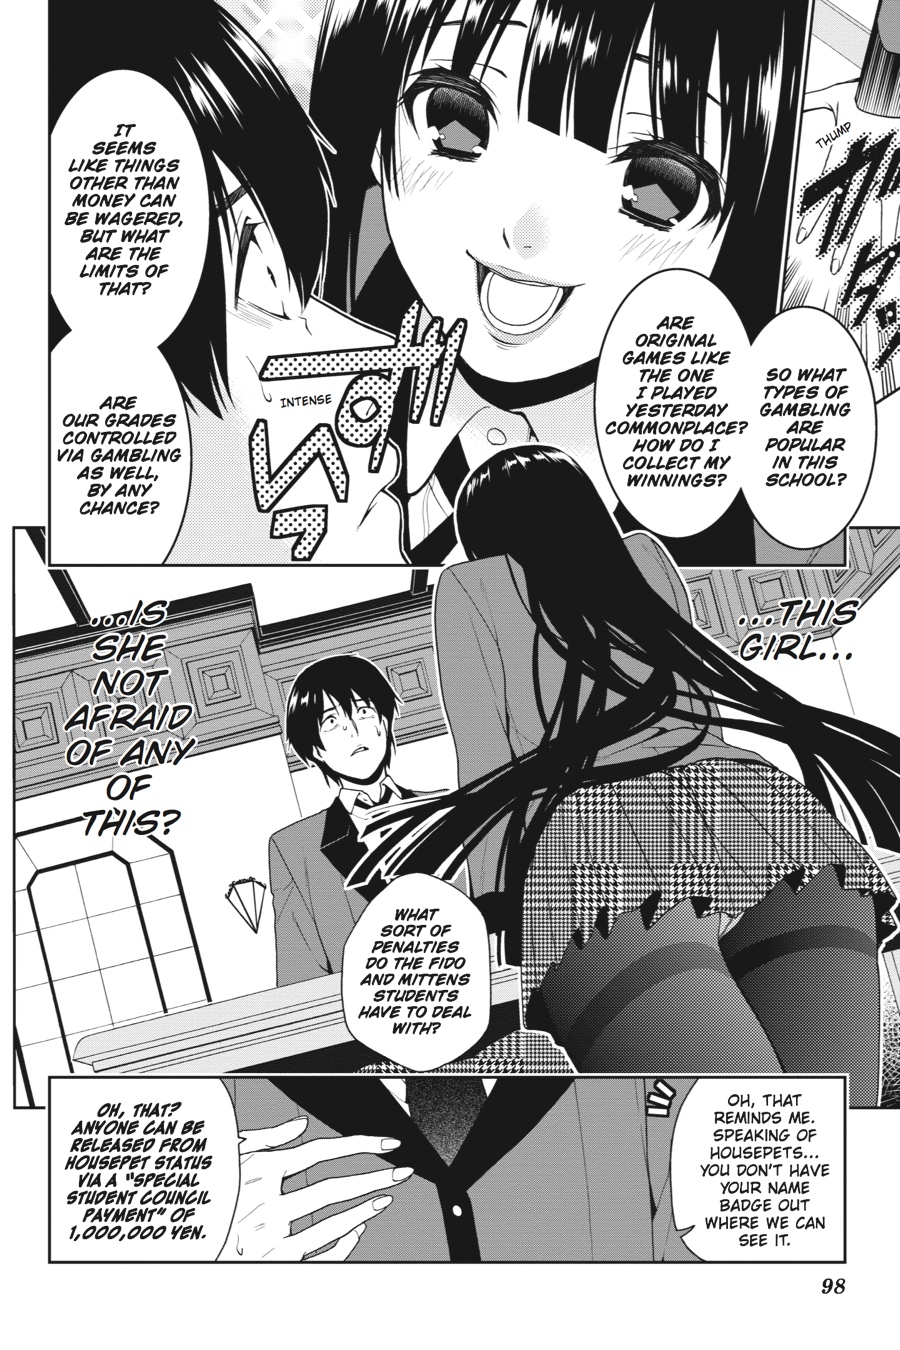 THUMP
SO WHAT
TYPES OF
GAMBLING
ARE
POPULAR
IN THIS
SCHOOL?
ARE
ORIGINAL
GAMES LIKE
THE ONE
I PLAYED
YESTERDAY
COMMONPLACE?
HOW DO I
COLLECT MY
WINNINGS?
IT
SEEMS
LIKE THINGS
OTHER THAN
MONEY CAN
BE WAGERED,
BUT WHAT
ARE THE
LIMITS OF
THAT?
INTENSE
ARE
OUR GRADES
CONTROLLED
VIA GAMBLING
AS WELL,
BY ANY
CHANCE?
...THIS
GIRL...
...IS
SHE
NOT
AFRAID
OF ANY
OF
THIS?
WHAT
SORT OF
PENALTIES
DO THE FIDO
AND MITTENS
STUDENTS
HAVE TO DEAL
WITH?
OH, THAT
REMINDS ME.
SPEAKING OF
HOUSEPETS...
YOU DON'T HAVE
YOUR NAME
BADGE OUT
WHERE WE CAN
SEE IT.
OH, THAT?
ANYONE CAN BE
RELEASED FROM
HOUSEPET STATUS
VIA A "SPECIAL
STUDENT COUNCIL
PAYMENT" OF
1,000,000 YEN.
98